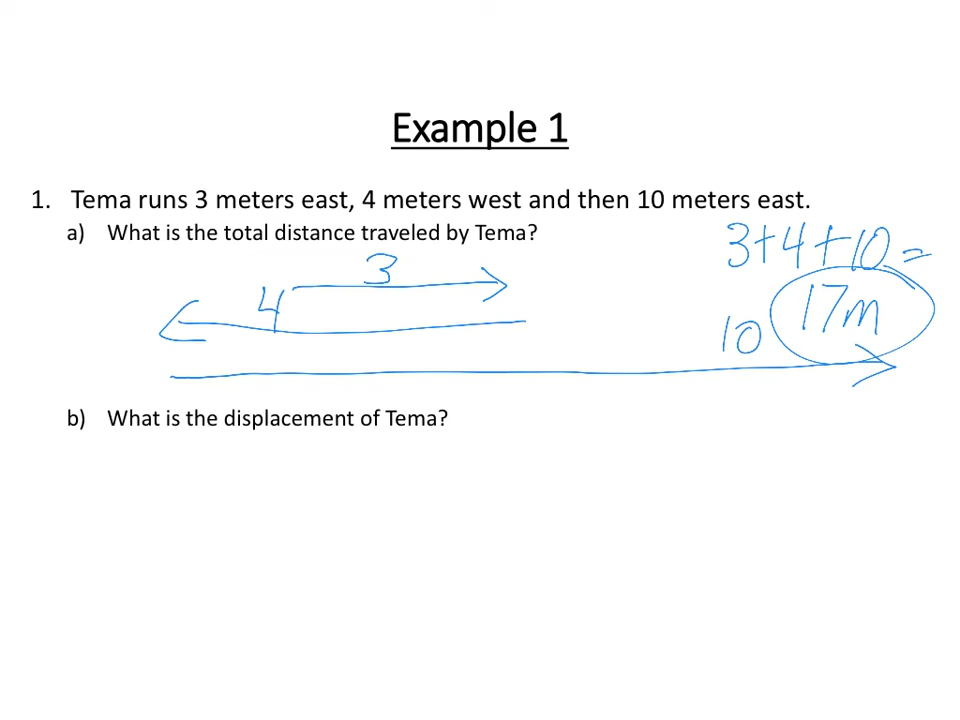 Example 1
1. Tema runs 3 meters east, 4 meters west and then 10 meters east.
a) What is the total distance traveled by Tema?
3+4+10=
3
4
17m
10
b) What is the displacement of Tema?